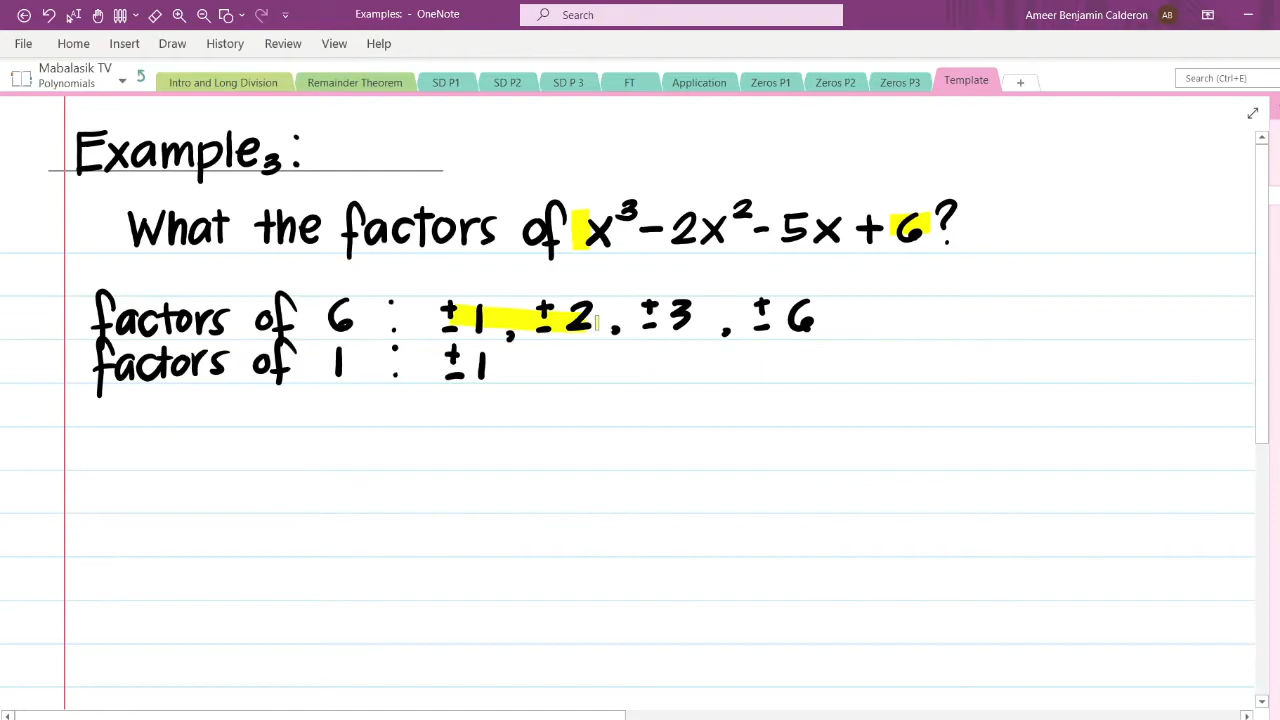 Examples: - OneNote
Search
Ameer Benjamin Calderon
AB
File Home Insert Draw History Review View Help
Mabalasik TV
Polynomials
Intro and Long Division Remainder Theorem SD P1 SD P2 SD P 3 FT Application Zeros P1 Zeros P2 Zeros P3 Template +
Search (Ctrl+E)
Example₃:
What the factors of x³ - 2x² - 5x + 6?
factors of 6 : ±1, ±2, ±3, ±6
factors of 1 : ±1